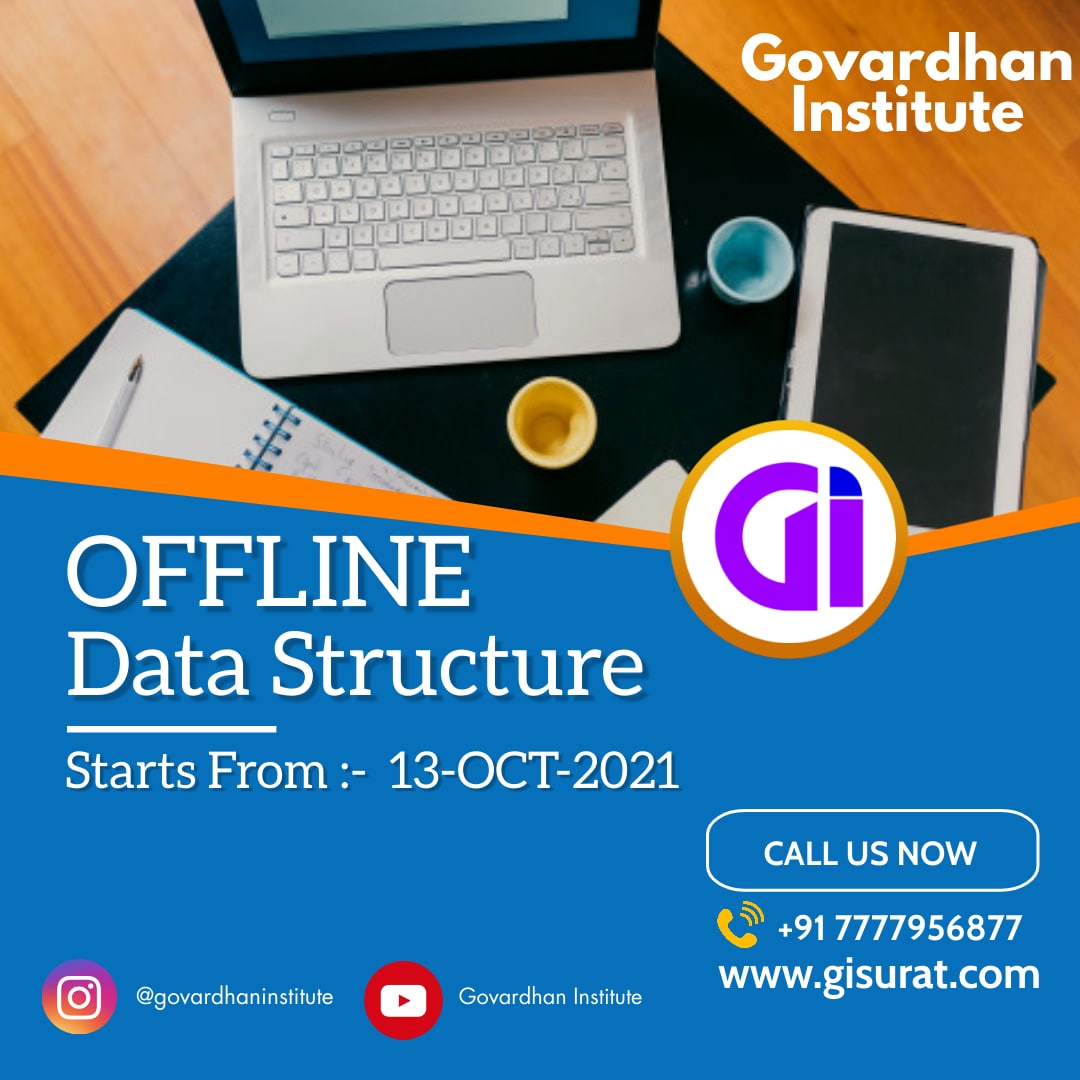 Govardhan
Institute
Gi
OFFLINE
Data Structure
Starts From :- 13-OCT-2021
CALL US NOW
+91 7777956877
www.gisurat.com
@govardhaninstitute
Govardhan Institute